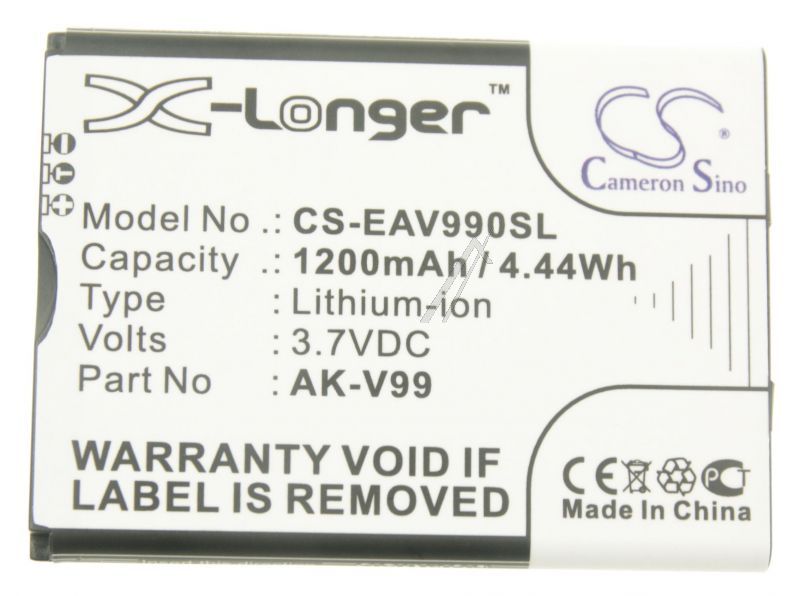 X-Longer™
CS
Cameron Sino
Model No .: CS-EAV990SL
Capacity .: 1200mAh / 4.44Wh
Type : Lithium-ion
Volts : 3.7VDC
Part No : AK-V99
WARRANTY VOID IF
LABEL IS REMOVED
CE PCT
Made In China